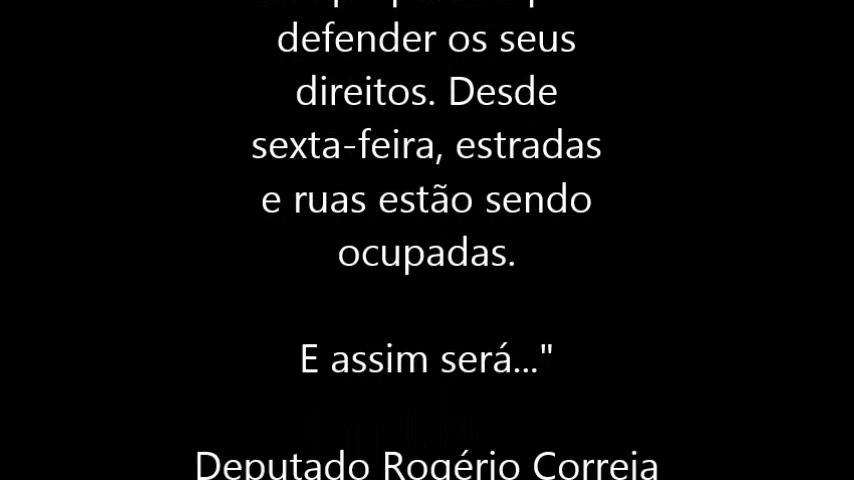 defender os seus
direitos. Desde
sexta-feira, estradas
e ruas estão sendo
ocupadas.
E assim será..."
Deputado Rogério Correia